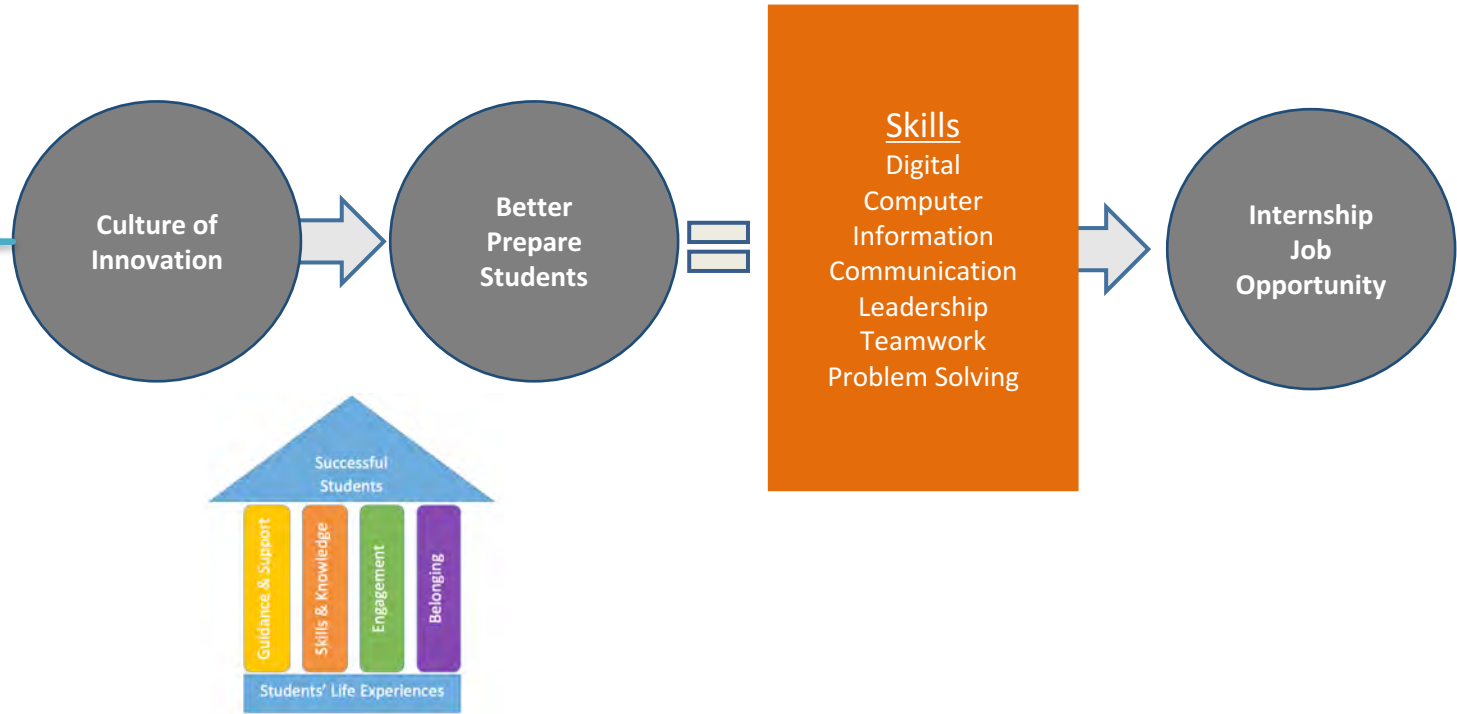 Culture of
Innovation
Better
Prepare
Students
Skills
Digital
Computer
Information
Communication
Leadership
Teamwork
Problem Solving
Internship
Job
Opportunity
Successful
Students
Guidance & Support
Skills & Knowledge
Engagement
Belonging
Students' Life Experiences